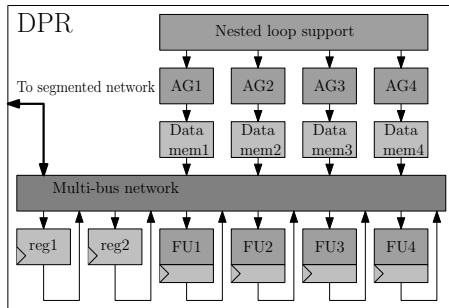 DPR
Nested loop support
To segmented network
AG1 AG2 AG3 AG4
Data Data Data Data
mem1 mem2 mem3 mem4
Multi-bus network
reg1 reg2 FU1 FU2 FU3 FU4